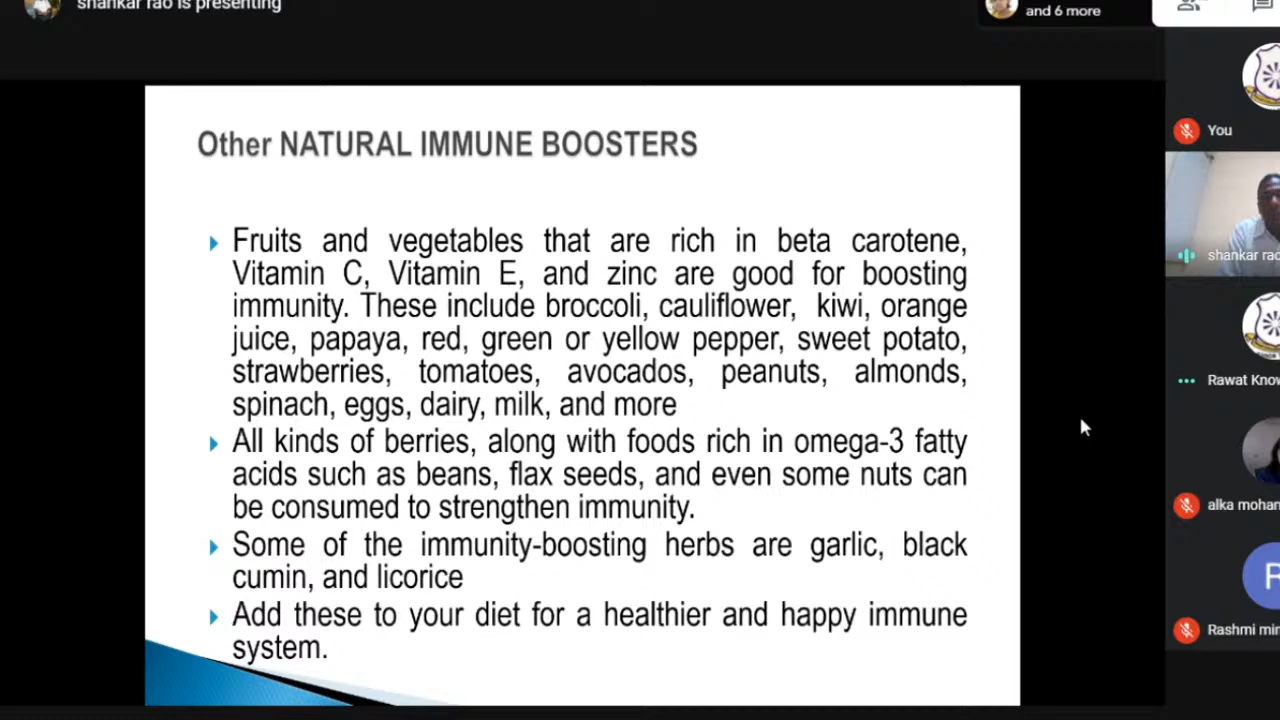 shankar rao is presenting
and 6 more
Other NATURAL IMMUNE BOOSTERS
Fruits and vegetables that are rich in beta carotene,
Vitamin C, Vitamin E, and zinc are good for boosting
immunity. These include broccoli, cauliflower, kiwi, orange
juice, papaya, red, green or yellow pepper, sweet potato,
strawberries, tomatoes, avocados, peanuts, almonds,
spinach, eggs, dairy, milk, and more
All kinds of berries, along with foods rich in omega-3 fatty
acids such as beans, flax seeds, and even some nuts can
be consumed to strengthen immunity.
Some of the immunity-boosting herbs are garlic, black
cumin, and licorice
Add these to your diet for a healthier and happy immune
system.
You
shankar rao
Rawat Know
alka mohan
R
Rashmi min